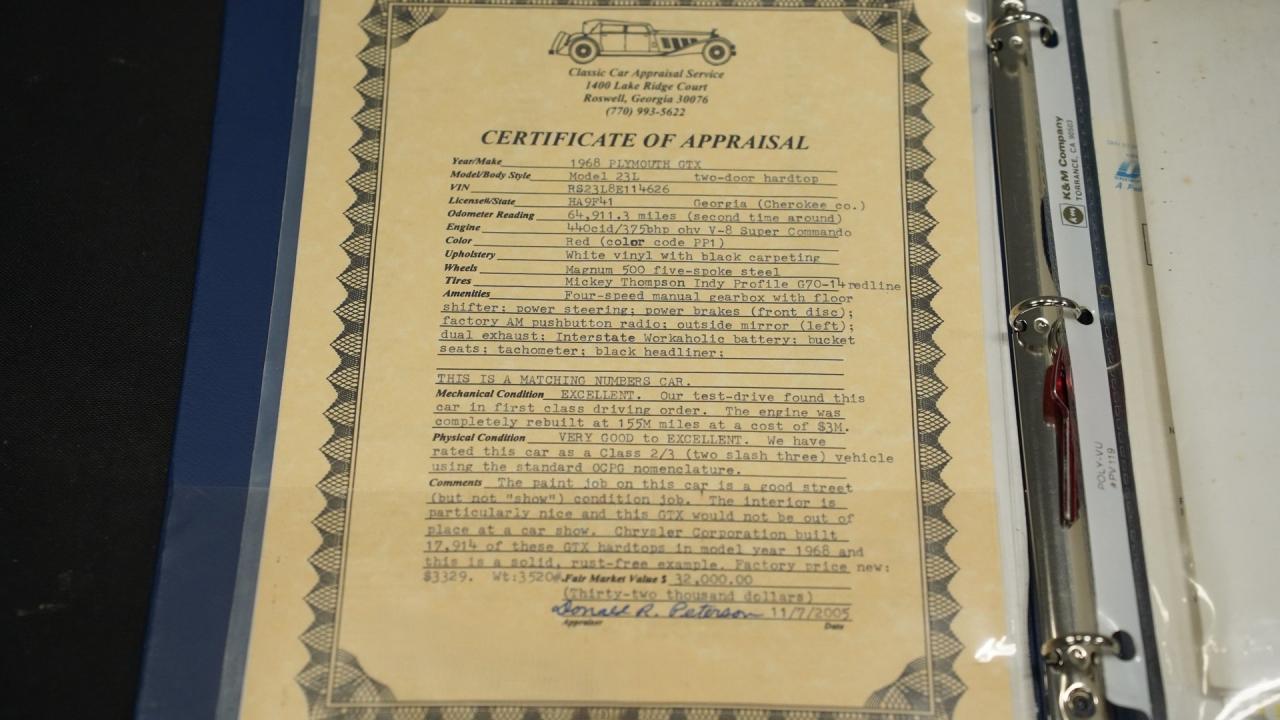 Classic Car Appraisal Service
1400 Lake Ridge Court
Roswell, Georgia 30076
(770) 993-5622
CERTIFICATE OF APPRAISAL
Year/Make 1968 PLYMOUTH GTX
Model/Body Style Model 23L two-door hardtop
VIN RS23L8E114626
License#/State HA9F41 Georgia (Cherokee co.)
Odometer Reading 64,911.3 miles (second time around)
Engine 440cid/375bhp ohv V-8 Super Commando
Color Red (color code PP1)
Upholstery White vinyl with black carpeting
Wheels Magnum 500 five-spoke steel
Tires Mickey Thompson Indy Profile G70-14 redline
Amenities Four-speed manual gearbox with floor
shifter; power steering; power brakes (front disc);
factory AM pushbutton radio; outside mirror (left);
dual exhaust; Interstate Workaholic battery; bucket
seats; tachometer; black headliner;
THIS IS A MATCHING NUMBERS CAR.
Mechanical Condition EXCELLENT. Our test-drive found this
car in first class driving order. The engine was
completely rebuilt at 155M miles at a cost of $3M.
Physical Condition VERY GOOD to EXCELLENT. We have
rated this car as a Class 2/3 (two slash three) vehicle
using the standard OCPG nomenclature.
Comments The paint job on this car is a good street
(but not "show") condition job. The interior is
particularly nice and this GTX would not be out of
place at a car show. Chrysler Corporation built
17,914 of these GTX hardtops in model year 1968 and
this is a solid, rust-free example. Factory price new:
$3329. Wt:3520#. Fair Market Value $ 32,000.00
(Thirty-two thousand dollars)
Donald R. Peterson 11/7/2005
Appraiser Date
K&M Company
TORRANCE, CA 90503
POLY-VU
#PV119